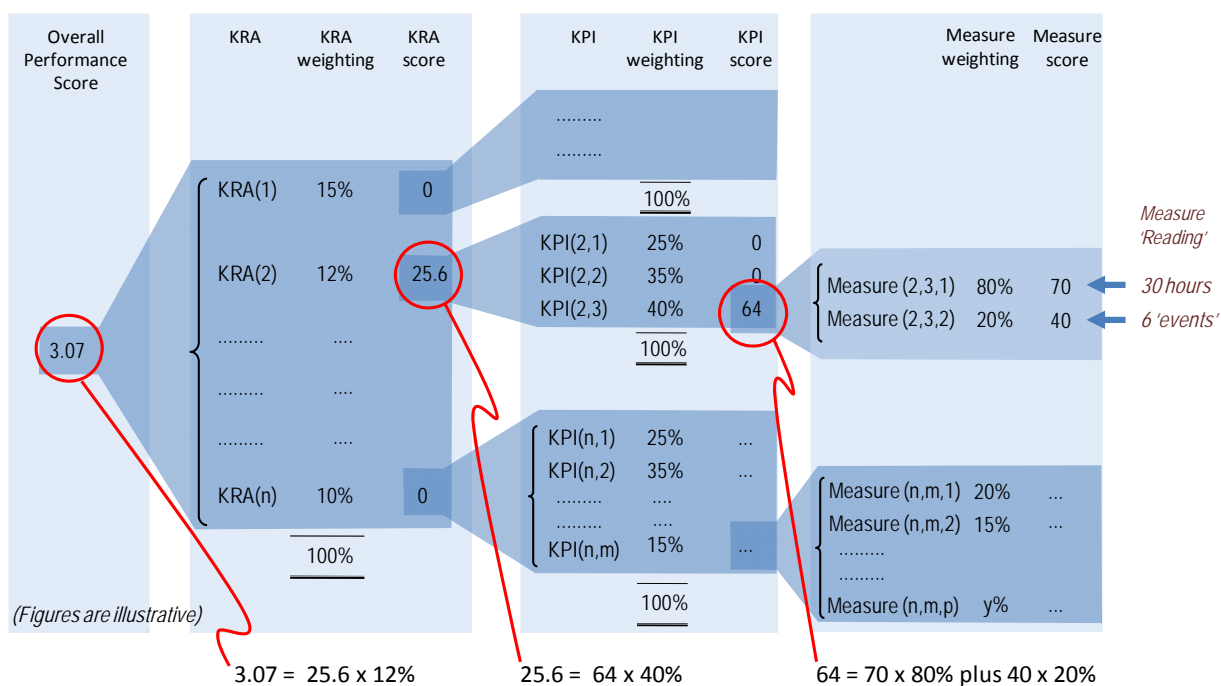 Overall
Performance
Score
KRA KRA
weighting KRA
score
KPI KPI
weighting KPI
score
Measure
weighting Measure
score
.........
.........
100%
KRA(1) 15% 0
KRA(2) 12% 25.6
......... ....
......... ....
......... ....
KRA(n) 10% 0
100%
3.07
KPI(2,1) 25% 0
KPI(2,2) 35% 0
KPI(2,3) 40% 64
100%
Measure
'Reading'
Measure (2,3,1) 80% 70 30 hours
Measure (2,3,2) 20% 40 6 'events'
KPI(n,1) 25% ...
KPI(n,2) 35% ...
......... ....
......... ....
KPI(n,m) 15% ...
100%
Measure (n,m,1) 20% ...
Measure (n,m,2) 15% ...
.........
.........
Measure (n,m,p) y% ...
(Figures are illustrative)
3.07 = 25.6 x 12%
25.6 = 64 x 40%
64 = 70 x 80% plus 40 x 20%